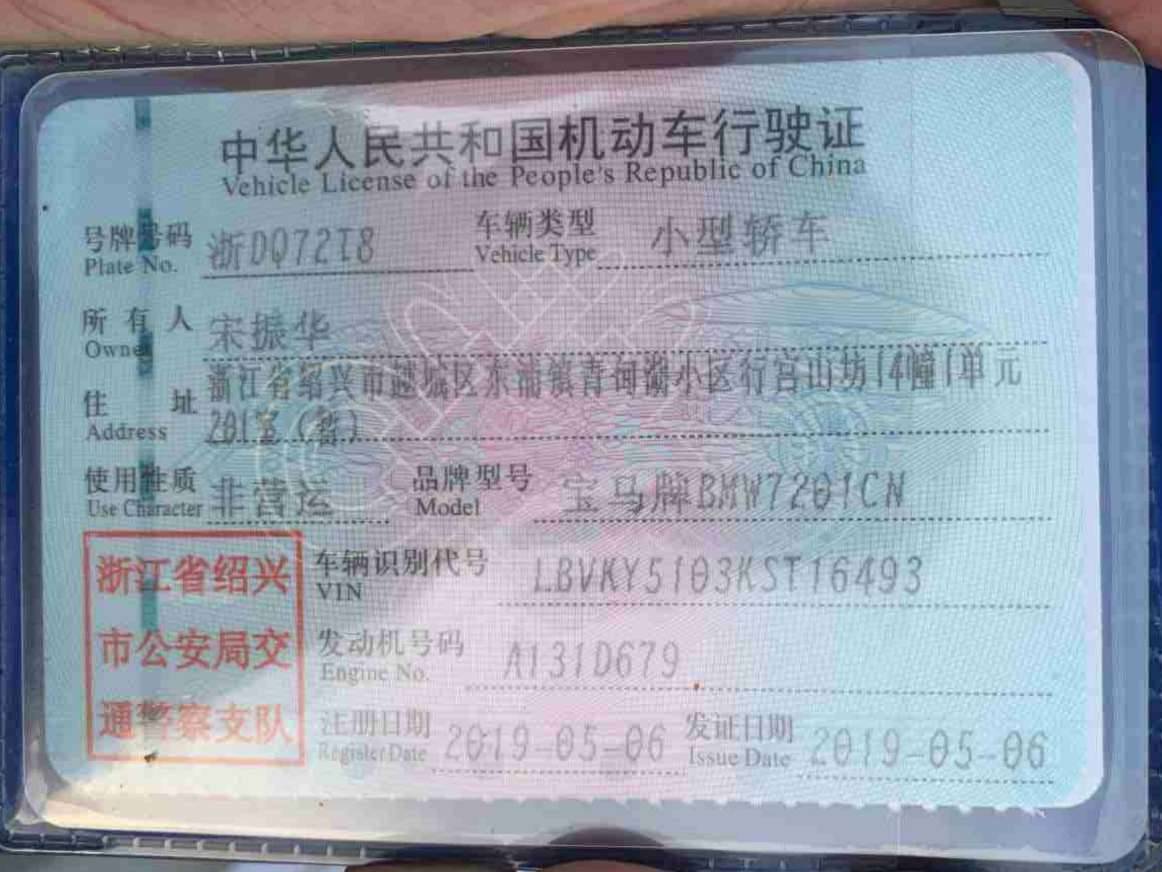 中华人民共和国机动车行驶证
Vehicle License of the People's Republic of China
号牌号码 浙DQ72T8 车辆类型 小型轿车
Plate No. Vehicle Type
所有人 宋振华
Owner
浙江省绍兴市越城区东浦镇青甸湖小区行宫山坊14幢1单元
住址 201室(暂)
Address
使用性质 非营运 品牌型号 宝马牌BMW7201CN
Use Character Model
浙江省绍兴
市公安局交
通警察支队
车辆识别代号 LBVKY5103KST16493
VIN
发动机号码 A131D679
Engine No.
注册日期 2019-05-06 发证日期 2019-05-06
Register Date Issue Date